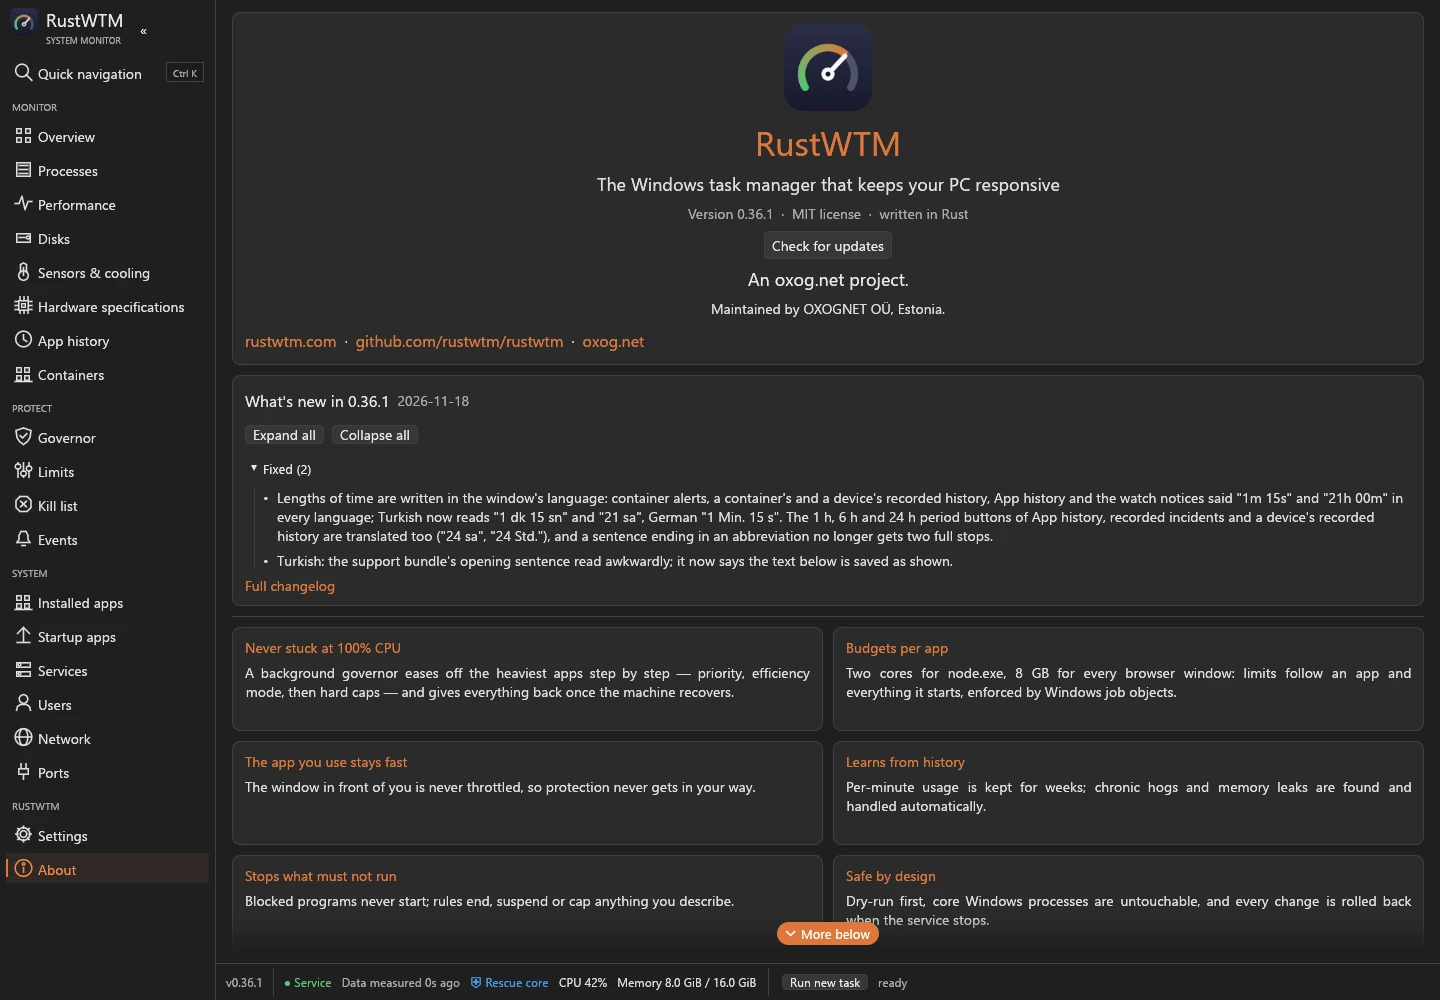 RustWTM
SYSTEM MONITOR
«
Quick navigation
Ctrl K
MONITOR
Overview
Processes
Performance
Disks
Sensors & cooling
Hardware specifications
App history
Containers
PROTECT
Governor
Limits
Kill list
Events
SYSTEM
Installed apps
Startup apps
Services
Users
Network
Ports
RUSTWTM
Settings
About
RustWTM
The Windows task manager that keeps your PC responsive
Version 0.36.1 · MIT license · written in Rust
Check for updates
An oxog.net project.
Maintained by OXOGNET OÜ, Estonia.
rustwtm.com · github.com/rustwtm/rustwtm · oxog.net
What's new in 0.36.1 2026-11-18
Expand all Collapse all
Fixed (2)
• Lengths of time are written in the window's language: container alerts, a container's and a device's recorded history, App history and the watch notices said "1m 15s" and "21h 00m" in
every language; Turkish now reads "1 dk 15 sn" and "21 sa", German "1 Min. 15 s". The 1 h, 6 h and 24 h period buttons of App history, recorded incidents and a device's recorded
history are translated too ("24 sa", "24 Std."), and a sentence ending in an abbreviation no longer gets two full stops.
• Turkish: the support bundle's opening sentence read awkwardly; it now says the text below is saved as shown.
Full changelog
Never stuck at 100% CPU
A background governor eases off the heaviest apps step by step — priority, efficiency
mode, then hard caps — and gives everything back once the machine recovers.
Budgets per app
Two cores for node.exe, 8 GB for every browser window: limits follow an app and
everything it starts, enforced by Windows job objects.
The app you use stays fast
The window in front of you is never throttled, so protection never gets in your way.
Learns from history
Per-minute usage is kept for weeks; chronic hogs and memory leaks are found and
handled automatically.
Stops what must not run
Blocked programs never start; rules end, suspend or cap anything you describe.
Safe by design
Dry-run first, core Windows processes are untouchable, and every change is rolled back
when the service stops.
More below
v0.36.1 • Service Data measured 0s ago Rescue core CPU 42% Memory 8.0 GiB / 16.0 GiB Run new task ready